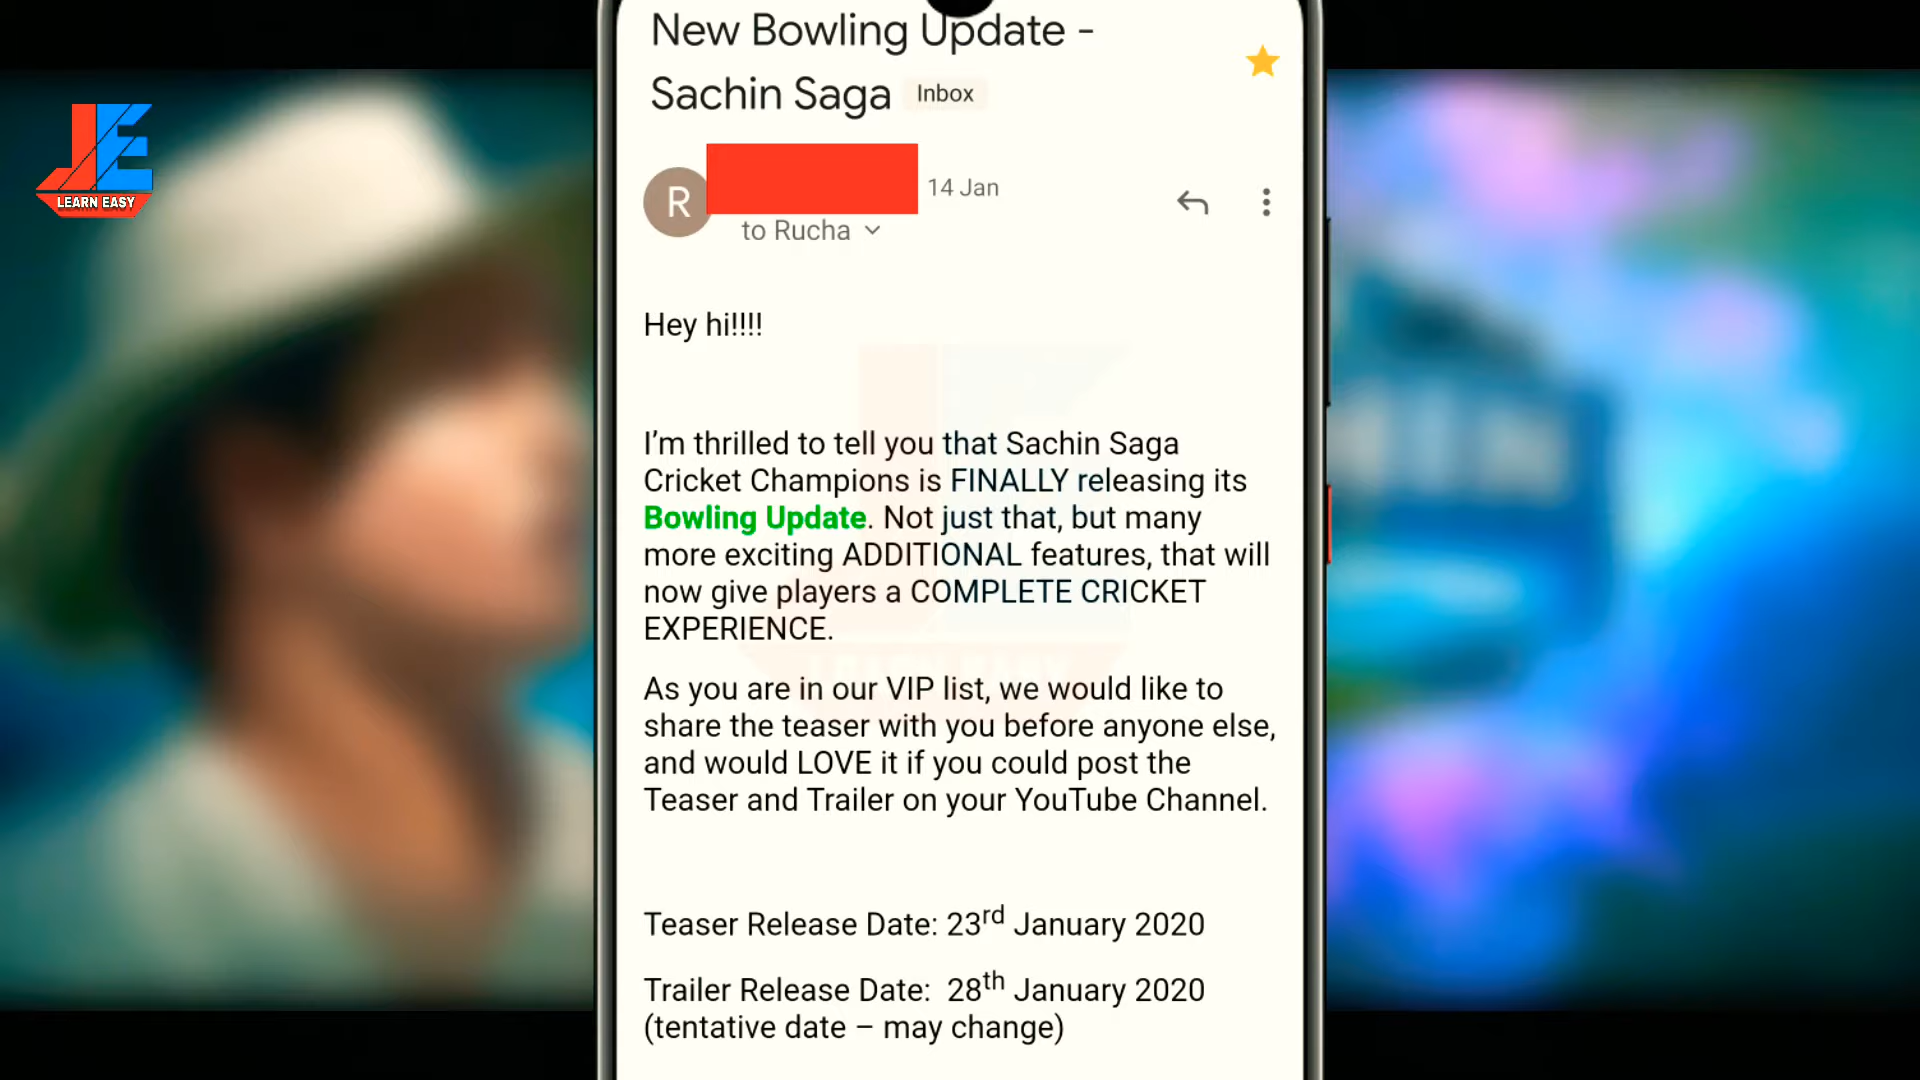 New Bowling Update -
Sachin Saga Inbox
LEARN EASY
R
14 Jan
to Rucha
Hey hi!!!!
I'm thrilled to tell you that Sachin Saga
Cricket Champions is FINALLY releasing its
Bowling Update. Not just that, but many
more exciting ADDITIONAL features, that will
now give players a COMPLETE CRICKET
EXPERIENCE.
As you are in our VIP list, we would like to
share the teaser with you before anyone else,
and would LOVE it if you could post the
Teaser and Trailer on your YouTube Channel.
Teaser Release Date: 23rd January 2020
Trailer Release Date: 28th January 2020
(tentative date – may change)